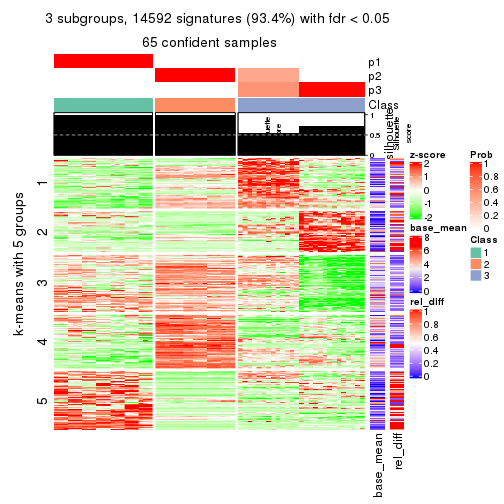 3 subgroups, 14592 signatures (93.4%) with fdr < 0.05
65 confident samples
p1
p2
p3
Class
1
0.5
0
silhouette
Silhouette
score
k-means with 5 groups
1
2
3
4
5
base_mean
rel_diff
z-score
2
1
0
-1
-2
base_mean
8
6
4
2
0
rel_diff
1
0.8
0.6
0.4
0.2
0
Prob
1
0.8
0.6
0.4
0.2
0
Class
1
2
3